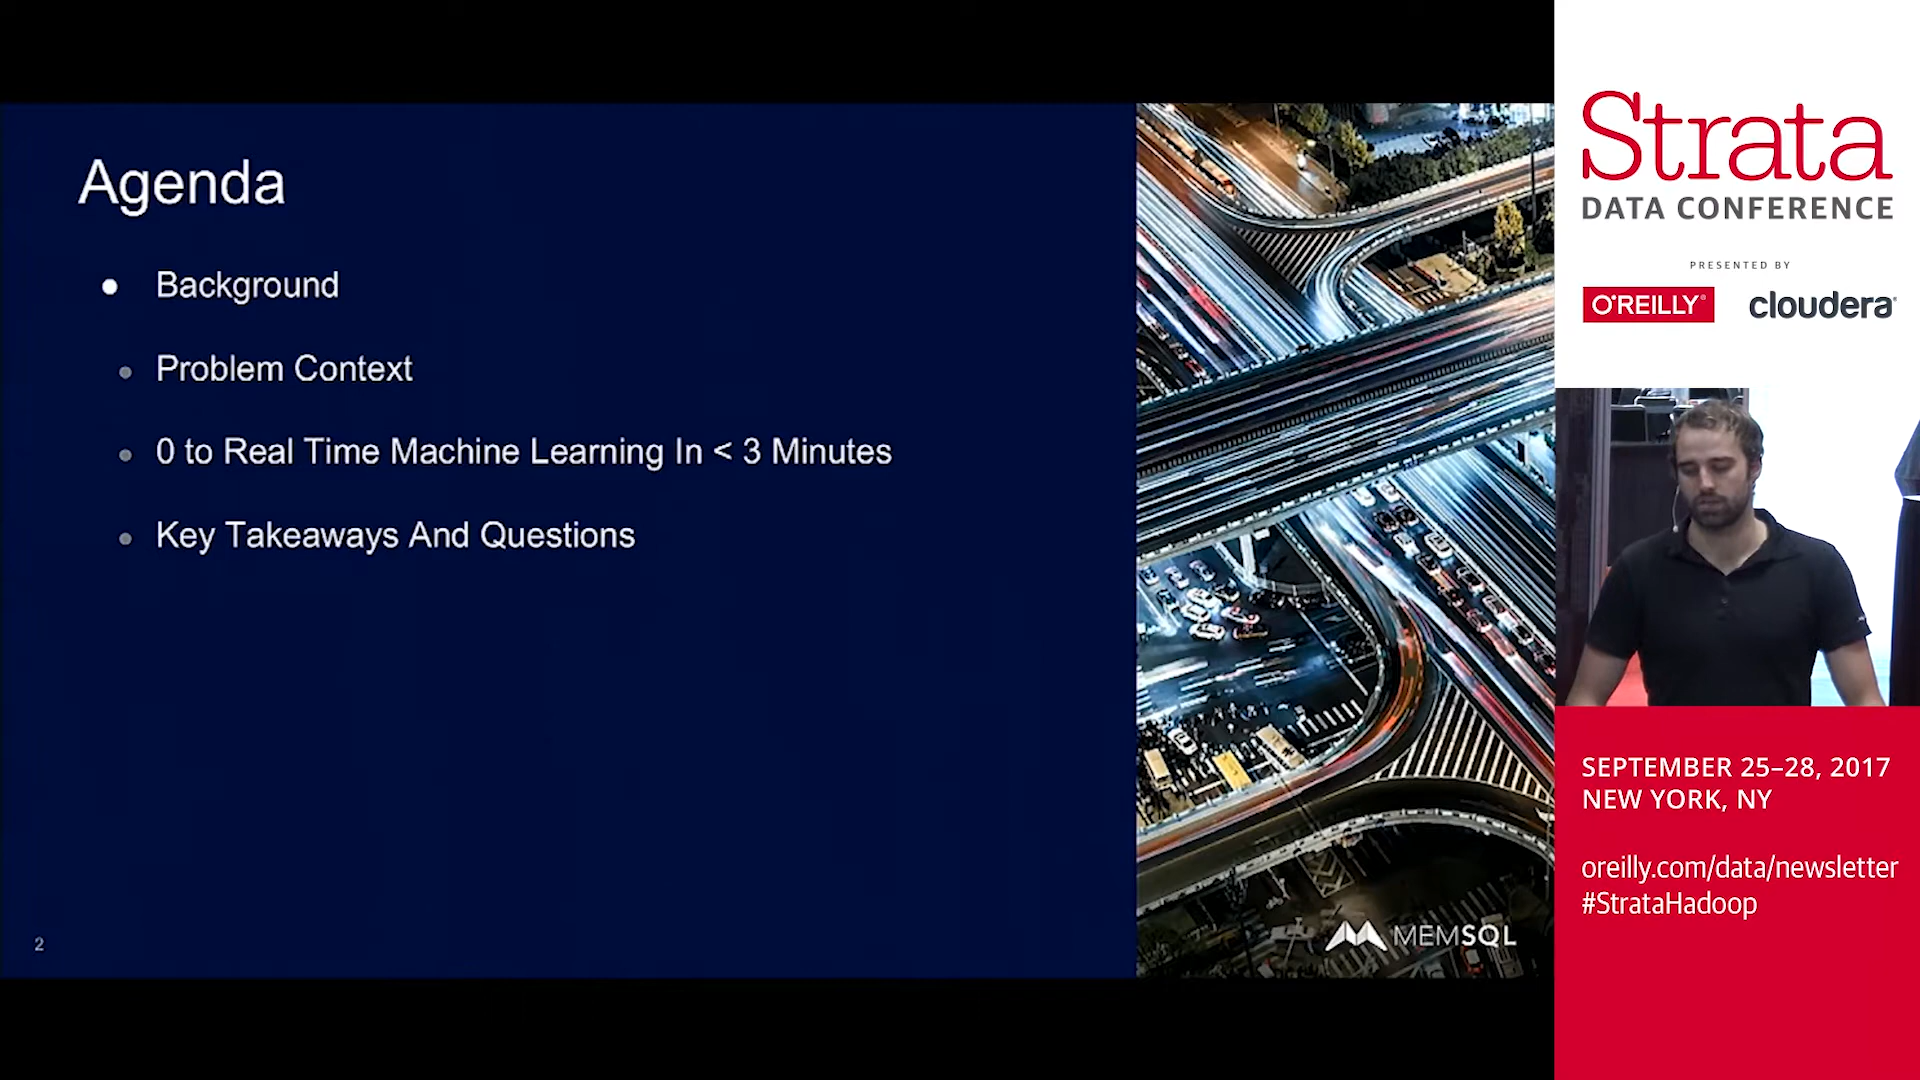 Agenda
● Background
● Problem Context
● 0 to Real Time Machine Learning In < 3 Minutes
● Key Takeaways And Questions
2
MEMSQL
Strata
DATA CONFERENCE
PRESENTED BY
O'REILLY®
cloudera®
SEPTEMBER 25–28, 2017
NEW YORK, NY
oreilly.com/data/newsletter
#StrataHadoop